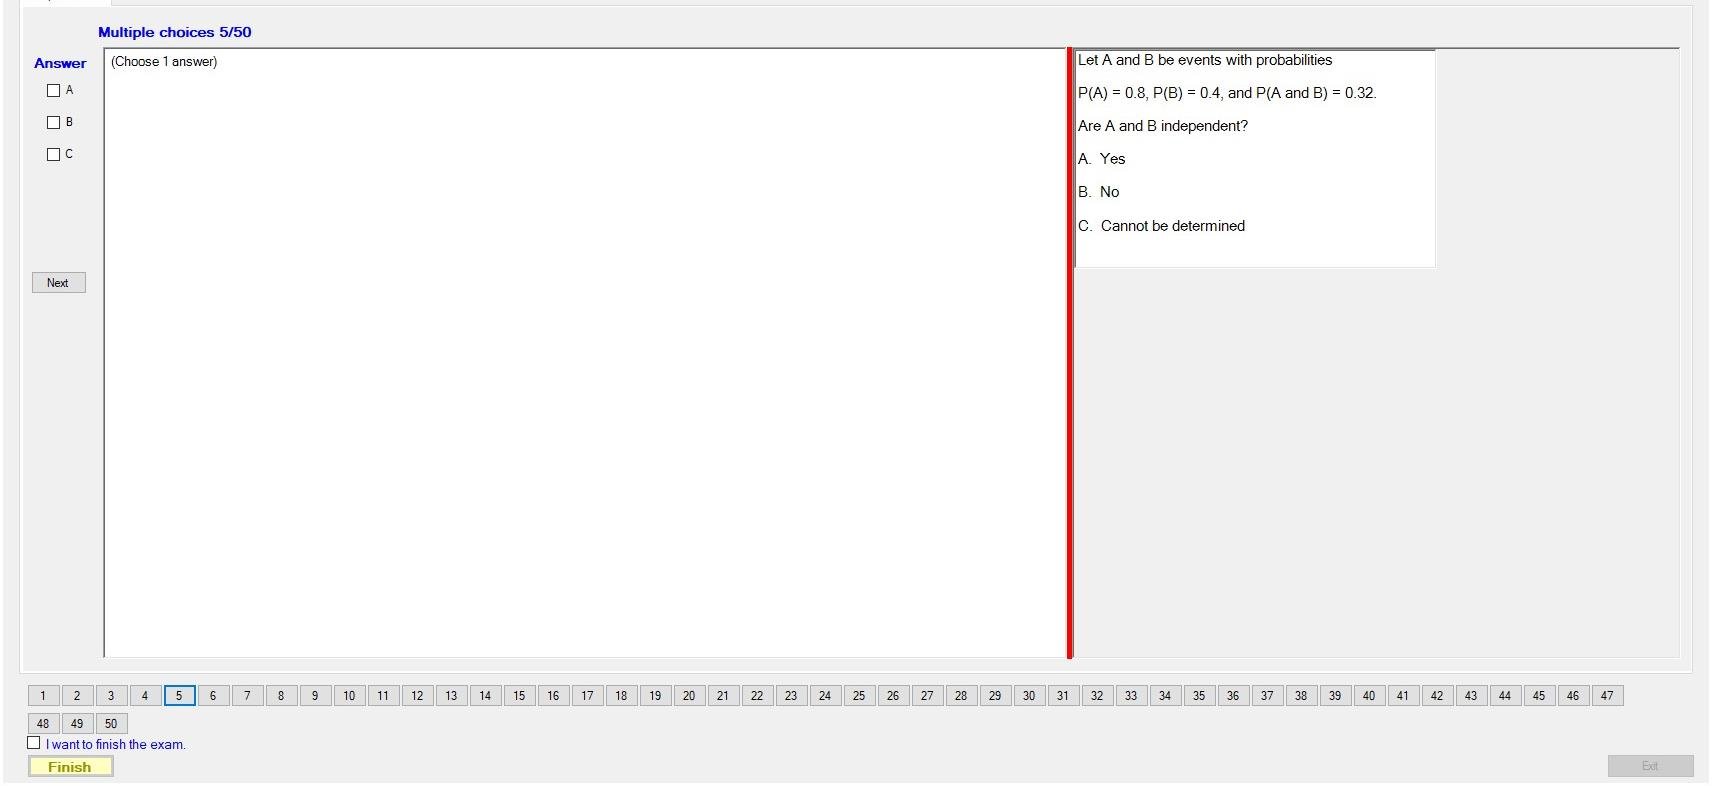 Multiple choices 5/50
Answer
(Choose 1 answer)
A
B
C
Next
Let A and B be events with probabilities
P(A) = 0.8, P(B) = 0.4, and P(A and B) = 0.32.
Are A and B independent?
A. Yes
B. No
C. Cannot be determined
1 2 3 4 5 6 7 8 9 10 11 12 13 14 15 16 17 18 19 20 21 22 23 24 25 26 27 28 29 30 31 32 33 34 35 36 37 38 39 40 41 42 43 44 45 46 47
48 49 50
I want to finish the exam.
Finish
Exit